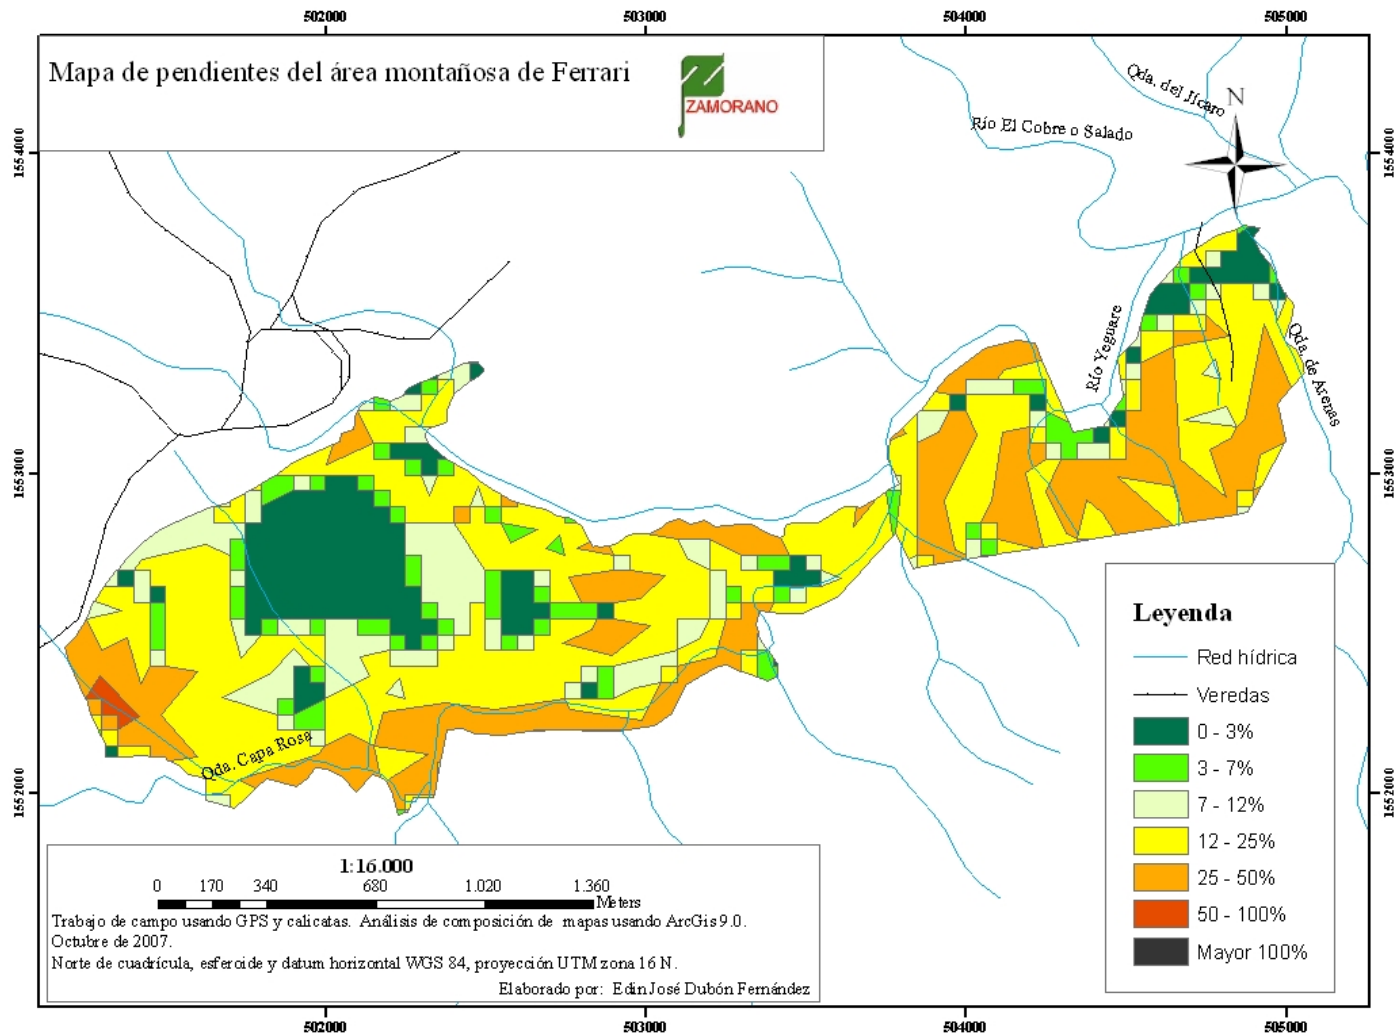 502000
503000
504000
505000
Mapa de pendientes del área montañosa de Ferrari
ZAMORANO
Qda. del Jícaro
N
Río El Cobre o Salado
1554000
1554000
Río Yeguare
Qda. de Arenas
1553000
1553000
Qda. Capa Rosa
1552000
1552000
Leyenda
Red hídrica
Veredas
0 - 3%
3 - 7%
7 - 12%
12 - 25%
25 - 50%
50 - 100%
Mayor 100%
1:16.000
0 170 340 680 1.020 1.360
Meters
Trabajo de campo usando GPS y calicatas. Análisis de composición de mapas usando ArcGis 9.0.
Octubre de 2007.
Norte de cuadrícula, esferoide y datum horizontal WGS 84, proyección UTM zona 16 N.
Elaborado por: Edin José Dubón Fernández
502000
503000
504000
505000